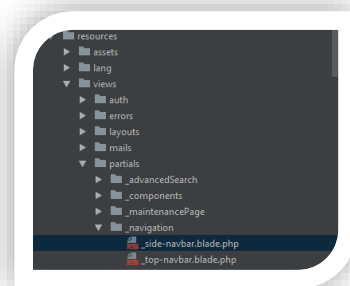 resources
assets
lang
views
auth
errors
layouts
mails
partials
_advancedSearch
_components
_maintenancePage
_navigation
_side-navbar.blade.php
_top-navbar.blade.php